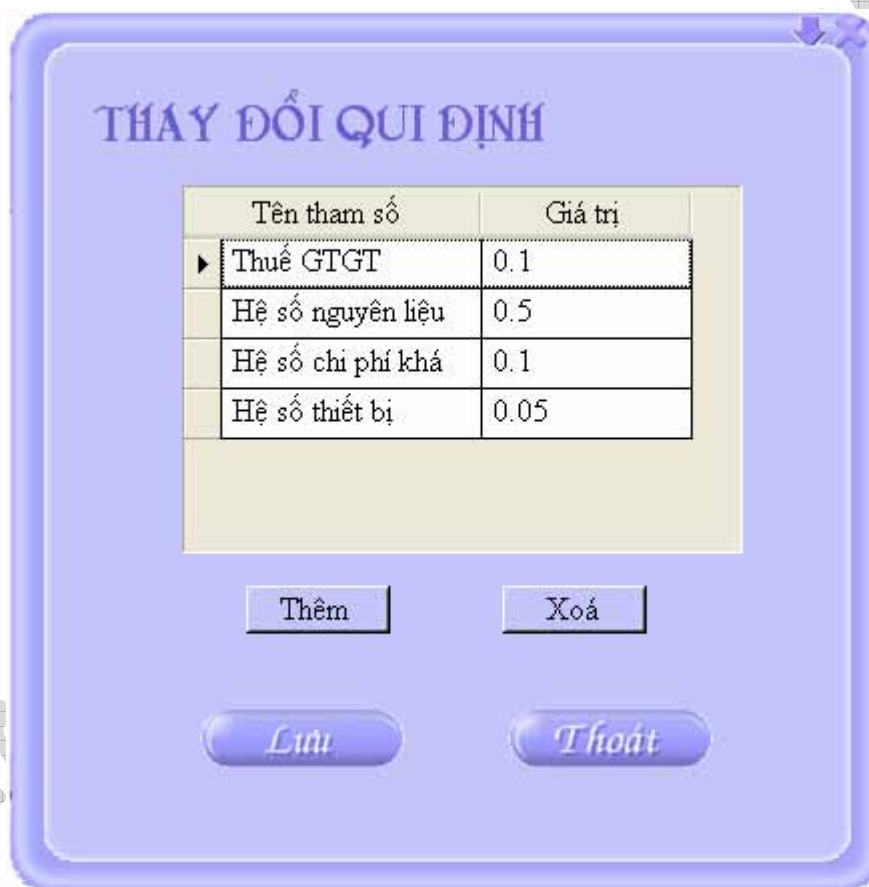 THAY ĐỔI QUI ĐỊNH
Tên tham số Giá trị
Thuế GTGT 0.1
Hệ số nguyên liệu 0.5
Hệ số chi phí khá 0.1
Hệ số thiết bị 0.05
Thêm Xoá
Lưu Thoát